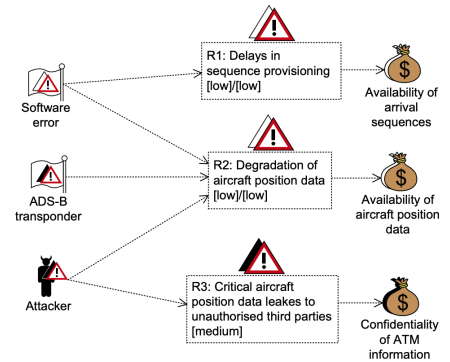 R1: Delays in
sequence provisioning
[low]/[low]
Software
error
Availability of
arrival
sequences
R2: Degradation of
aircraft position data
[low]/[low]
ADS-B
transponder
Availability of
aircraft position
data
Attacker
R3: Critical aircraft
position data leakes to
unauthorised third parties
[medium]
Confidentiality
of ATM
information